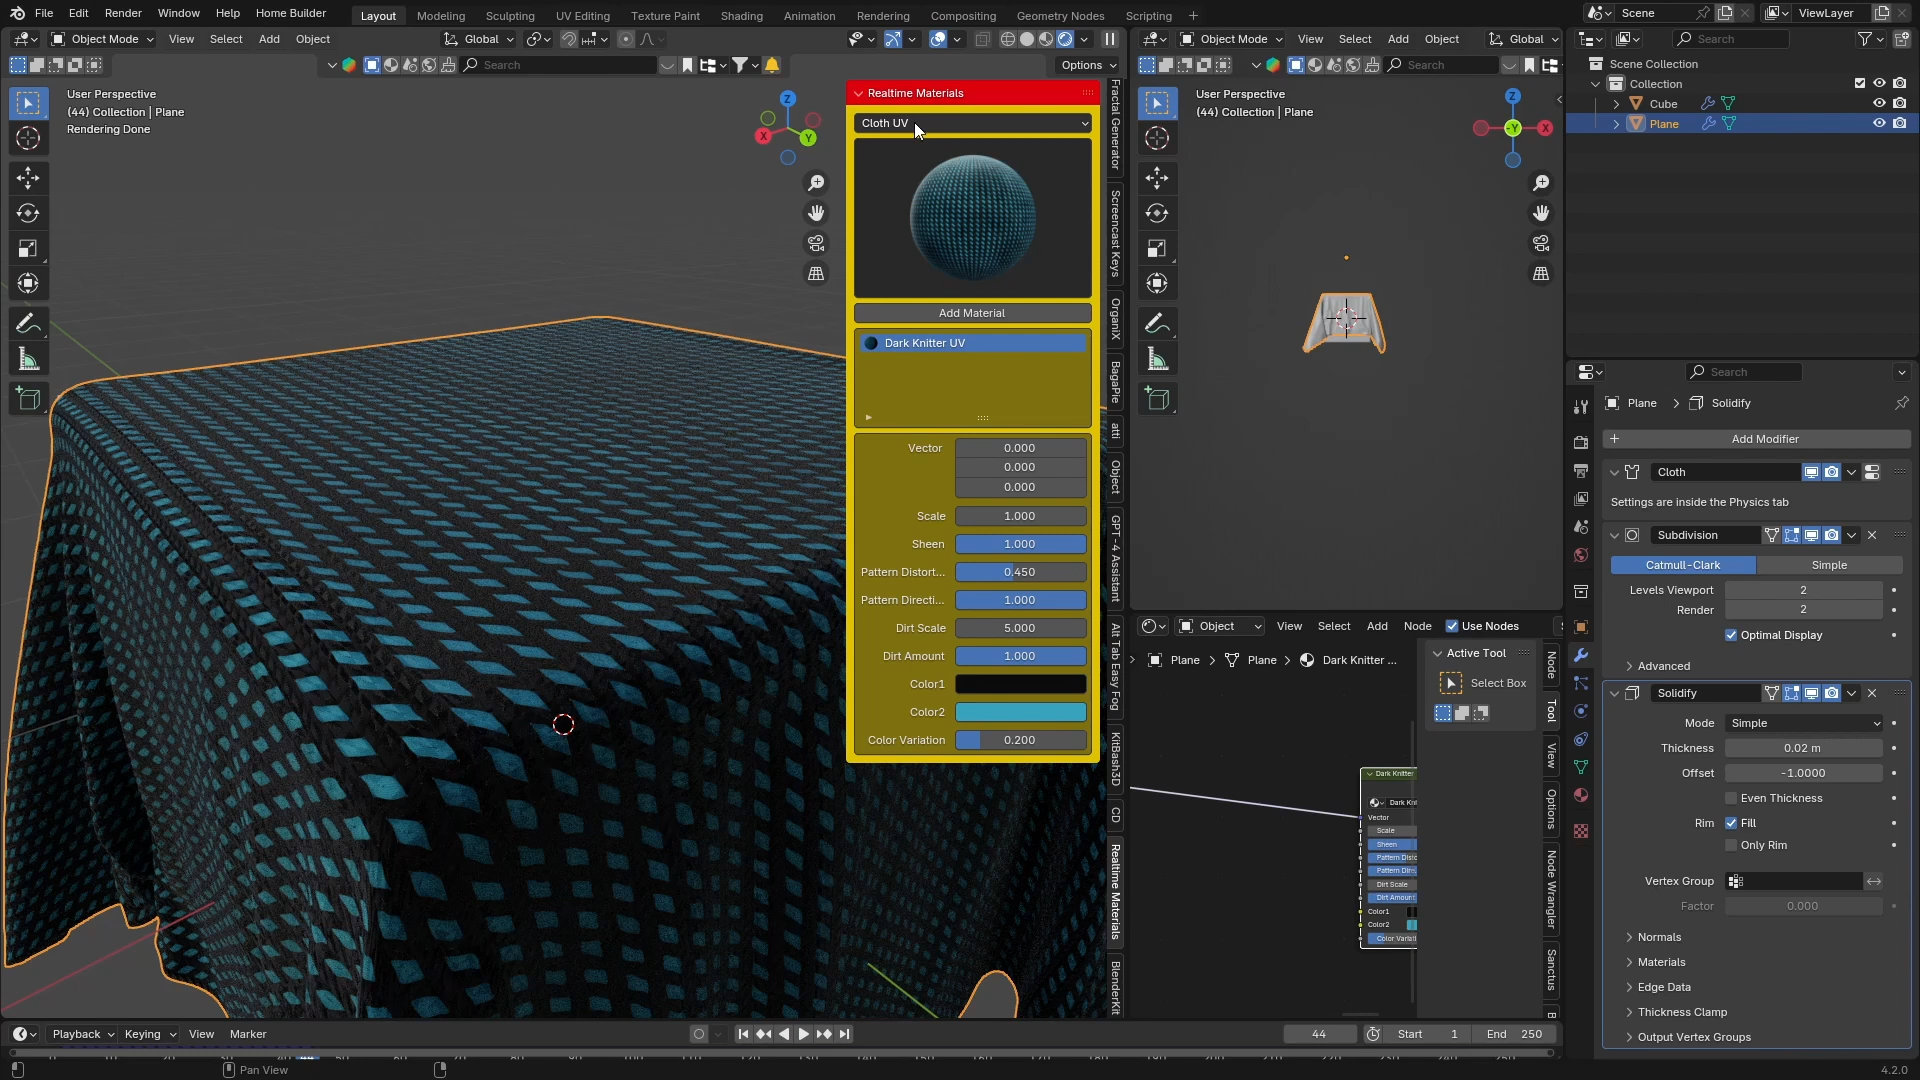 File Edit Render Window Help Home Builder
Layout Modeling Sculpting UV Editing Texture Paint Shading Animation Rendering Compositing Geometry Nodes Scripting
Scene
ViewLayer
Object Mode View Select Add Object
Global
Search
Options
User Perspective
(44) Collection | Plane
Rendering Done
Z
X
Y
Realtime Materials
Cloth UV
Add Material
Dark Knitter UV
Vector 0.000
0.000
0.000
Scale 1.000
Sheen 1.000
Pattern Distort... 0.450
Pattern Directi... 1.000
Dirt Scale 5.000
Dirt Amount 1.000
Color1
Color2
Color Variation 0.200
Fractal Generator
Screencast Keys
OrganiX
BagaPie
atti
Object
GPT-4 Assistant
Alt Tab Easy Fog
KitBash3D
CD
Realtime Materials
BlenderKit
Object Mode View Select Add Object
Global
Search
User Perspective
(44) Collection | Plane
Z
-Y
X
Object View Select Add Node Use Nodes
Plane Plane Dark Knitter ...
Active Tool
Select Box
Node
Tool
View
Options
Node Wrangler
Sanctus
Dark Knitter
Dark Kni
Vector
Scale
Sheen
Pattern Disto
Pattern Dire
Dirt Scale
Dirt Amount
Color1
Color2
Color Variati
Search
Scene Collection
Collection
Cube
Plane
Search
Plane Solidify
Add Modifier
Cloth
Settings are inside the Physics tab
Subdivision
Catmull-Clark Simple
Levels Viewport 2
Render 2
Optimal Display
Advanced
Solidify
Mode Simple
Thickness 0.02 m
Offset -1.0000
Even Thickness
Rim Fill
Only Rim
Vertex Group
Factor 0.000
Normals
Materials
Edge Data
Thickness Clamp
Output Vertex Groups
Playback Keying View Marker
44 Start 1 End 250
Pan View
4.2.0